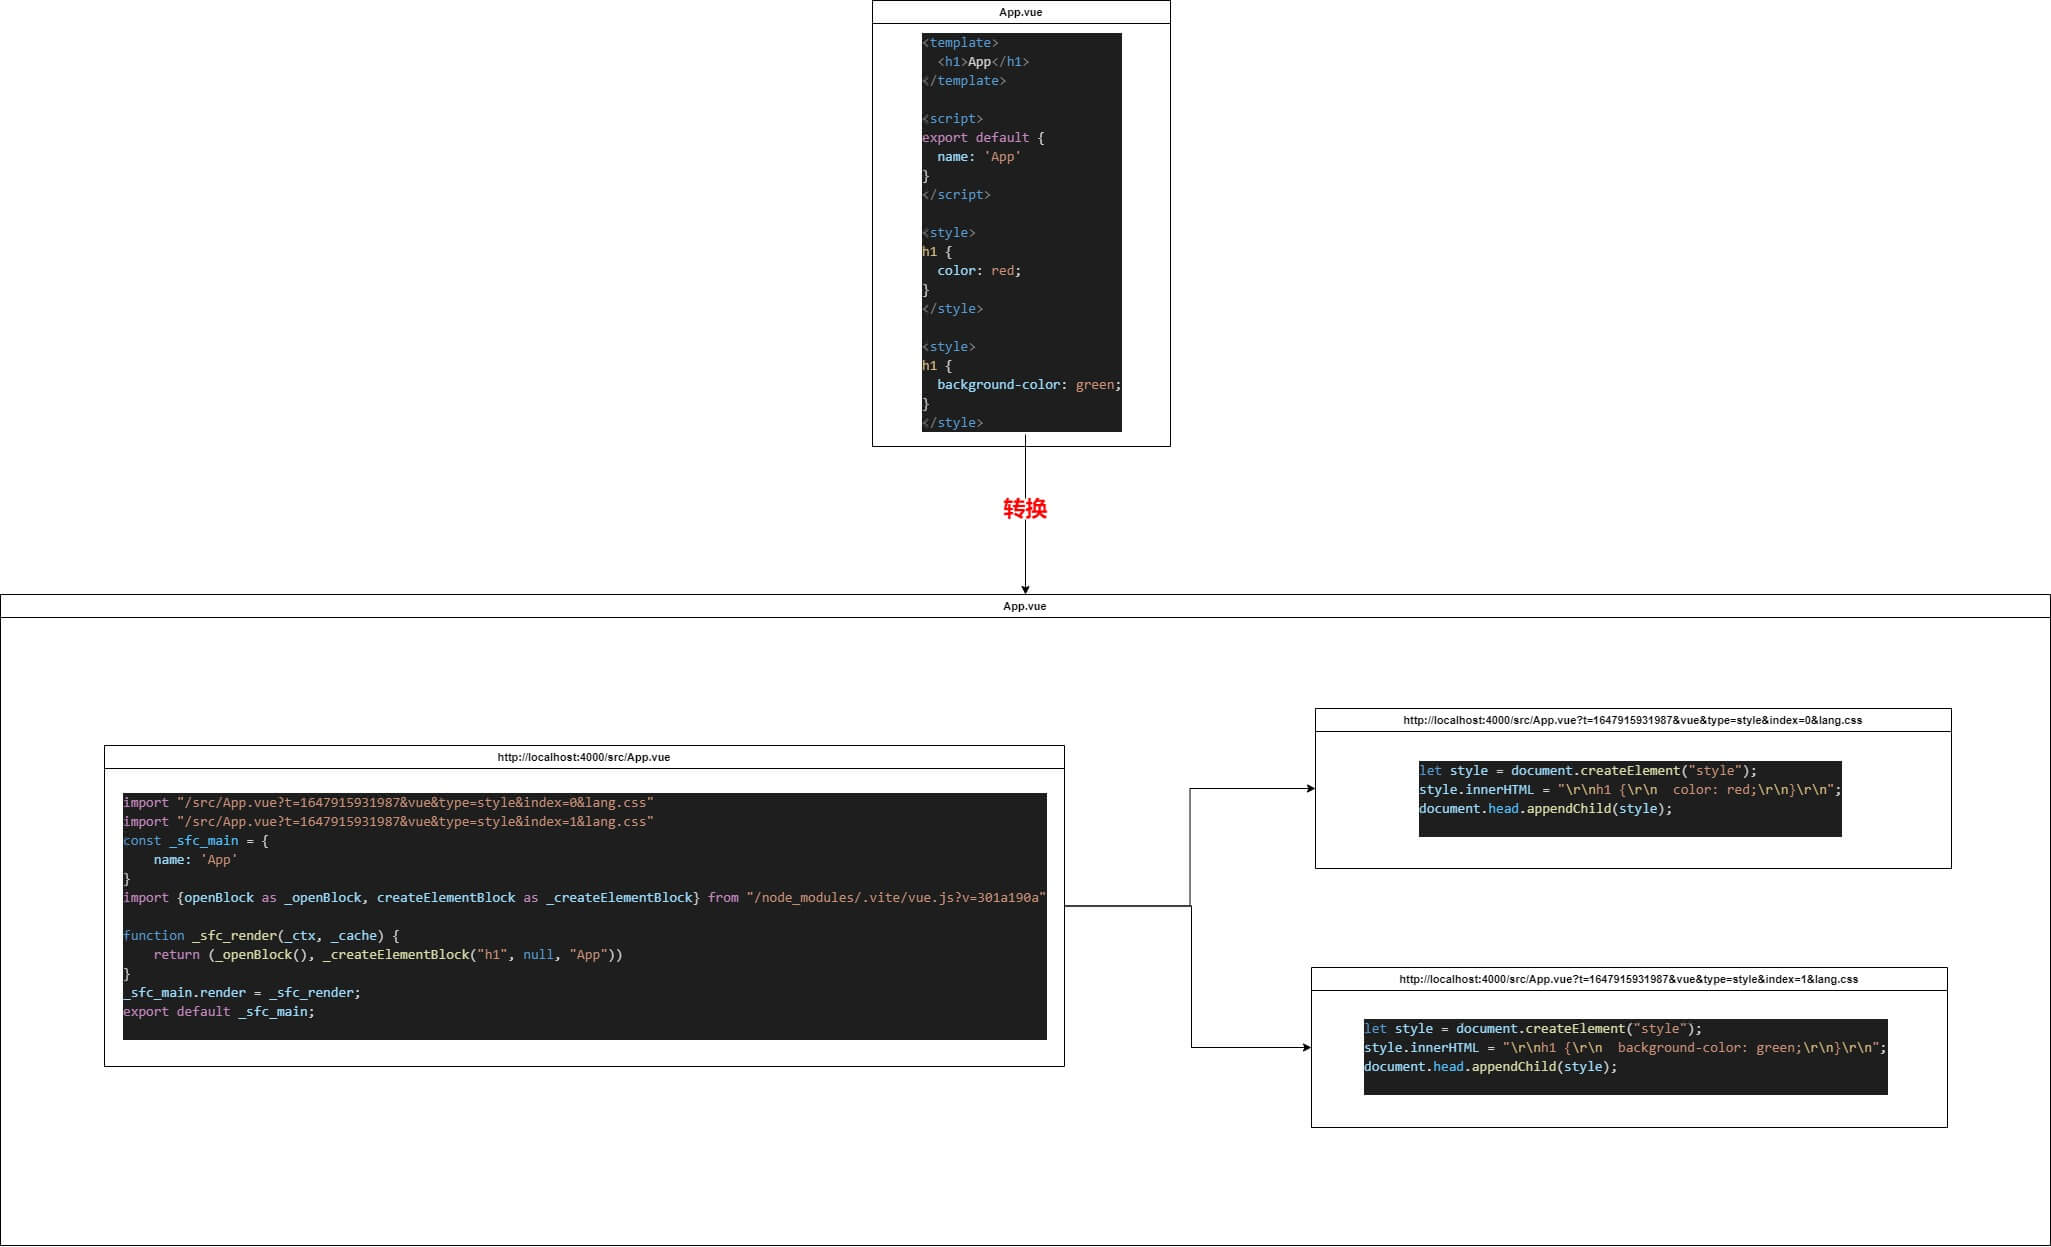 App.vue
<template>
  <h1>App</h1>
</template>

<script>
export default {
  name: 'App'
}
</script>

<style>
h1 {
  color: red;
}
</style>

<style>
h1 {
  background-color: green;
}
</style>
转换
App.vue
http://localhost:4000/src/App.vue
import "/src/App.vue?t=1647915931987&vue&type=style&index=0&lang.css"
import "/src/App.vue?t=1647915931987&vue&type=style&index=1&lang.css"
const _sfc_main = {
    name: 'App'
}
import {openBlock as _openBlock, createElementBlock as _createElementBlock} from "/node_modules/.vite/vue.js?v=301a190a"

function _sfc_render(_ctx, _cache) {
    return (_openBlock(), _createElementBlock("h1", null, "App"))
}
_sfc_main.render = _sfc_render;
export default _sfc_main;
http://localhost:4000/src/App.vue?t=1647915931987&vue&type=style&index=0&lang.css
let style = document.createElement("style");
style.innerHTML = "\r\nh1 {\r\n  color: red;\r\n}\r\n";
document.head.appendChild(style);
http://localhost:4000/src/App.vue?t=1647915931987&vue&type=style&index=1&lang.css
let style = document.createElement("style");
style.innerHTML = "\r\nh1 {\r\n  background-color: green;\r\n}\r\n";
document.head.appendChild(style);